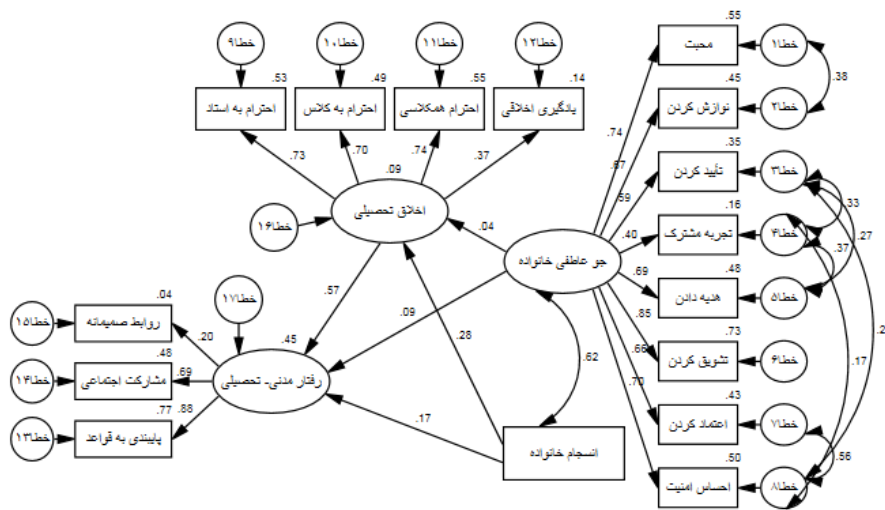 خطا۹
خطا۱۰
خطا۱۱
خطا۱۲
.53
.49
.55
.14
احترام به استاد
احترام به کلاس
احترام همکلاسی
یادگیری اخلاقی
.73
.70
.74
.37
.09
اخلاق تحصیلی
خطا۱۶
.04
.57
.28
.09
.55
محبت
خطا۱
.38
.45
نوازش کردن
خطا۲
.35
تأیید کردن
خطا۳
.33
.27
.16
تجربه مشترک
خطا۴
.37
.48
هدیه دادن
خطا۵
.73
تشویق کردن
خطا۶
.17
.2
.43
اعتماد کردن
خطا۷
.56
.50
احساس امنیت
خطا۸
.74
.67
.59
.40
.69
.85
.66
.70
جو عاطفی خانواده
.62
انسجام خانواده
.17
خطا۱۷
.45
رفتار مدنی- تحصیلی
.04
روابط صمیمانه
خطا۱۵
.20
.48
مشارکت اجتماعی
خطا۱۴
.69
.77
پایبندی به قواعد
خطا۱۳
.88